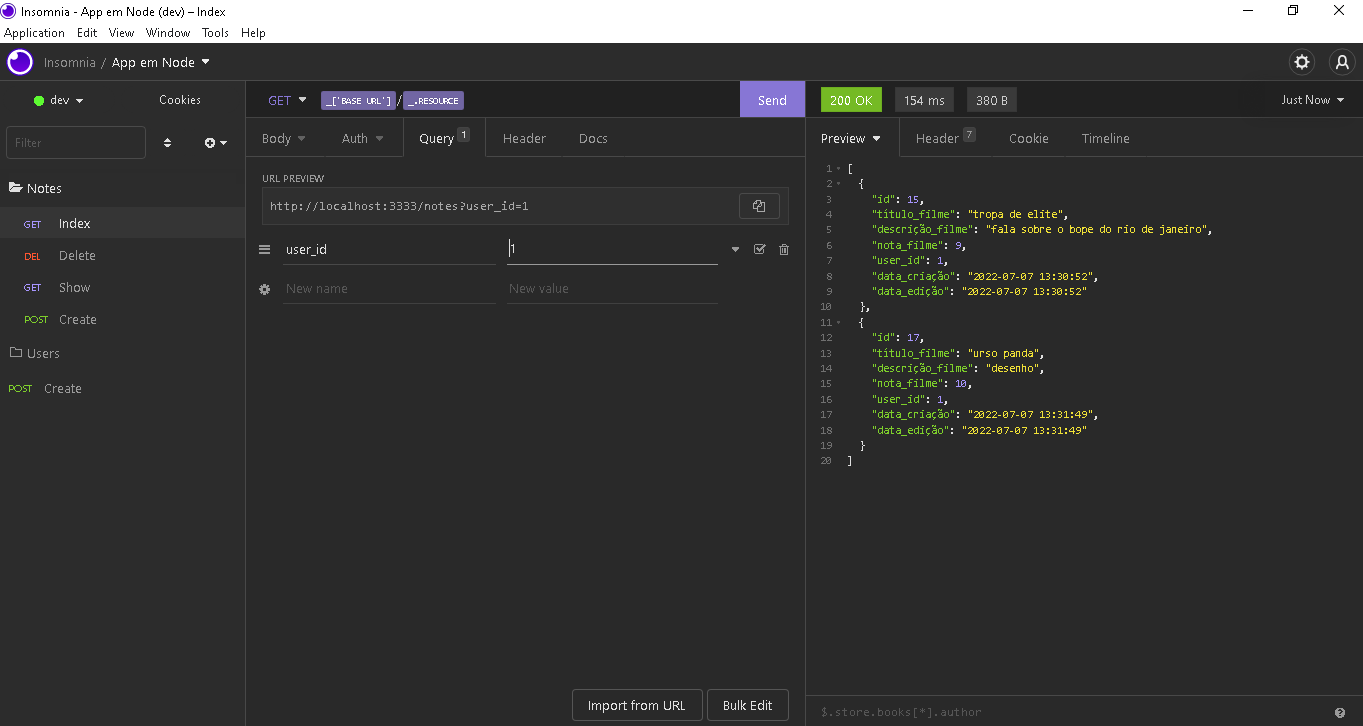 Insomnia - App em Node (dev) – Index
Application Edit View Window Tools Help
Insomnia / App em Node
dev Cookies
Filter
Notes
GET Index
DEL Delete
GET Show
POST Create
Users
POST Create
GET _['BASE URL'] / _.RESOURCE Send
Body Auth Query 1 Header Docs
URL PREVIEW
http://localhost:3333/notes?user_id=1
user_id 1
New name New value
Import from URL Bulk Edit
200 OK 154 ms 380 B Just Now
Preview Header 7 Cookie Timeline
1 [
2 {
3 "id": 15,
4 "título_filme": "tropa de elite",
5 "descrição_filme": "fala sobre o bope do rio de janeiro",
6 "nota_filme": 9,
7 "user_id": 1,
8 "data_criação": "2022-07-07 13:30:52",
9 "data_edição": "2022-07-07 13:30:52"
10 },
11 {
12 "id": 17,
13 "título_filme": "urso panda",
14 "descrição_filme": "desenho",
15 "nota_filme": 10,
16 "user_id": 1,
17 "data_criação": "2022-07-07 13:31:49",
18 "data_edição": "2022-07-07 13:31:49"
19 }
20 ]
$.store.books[*].author